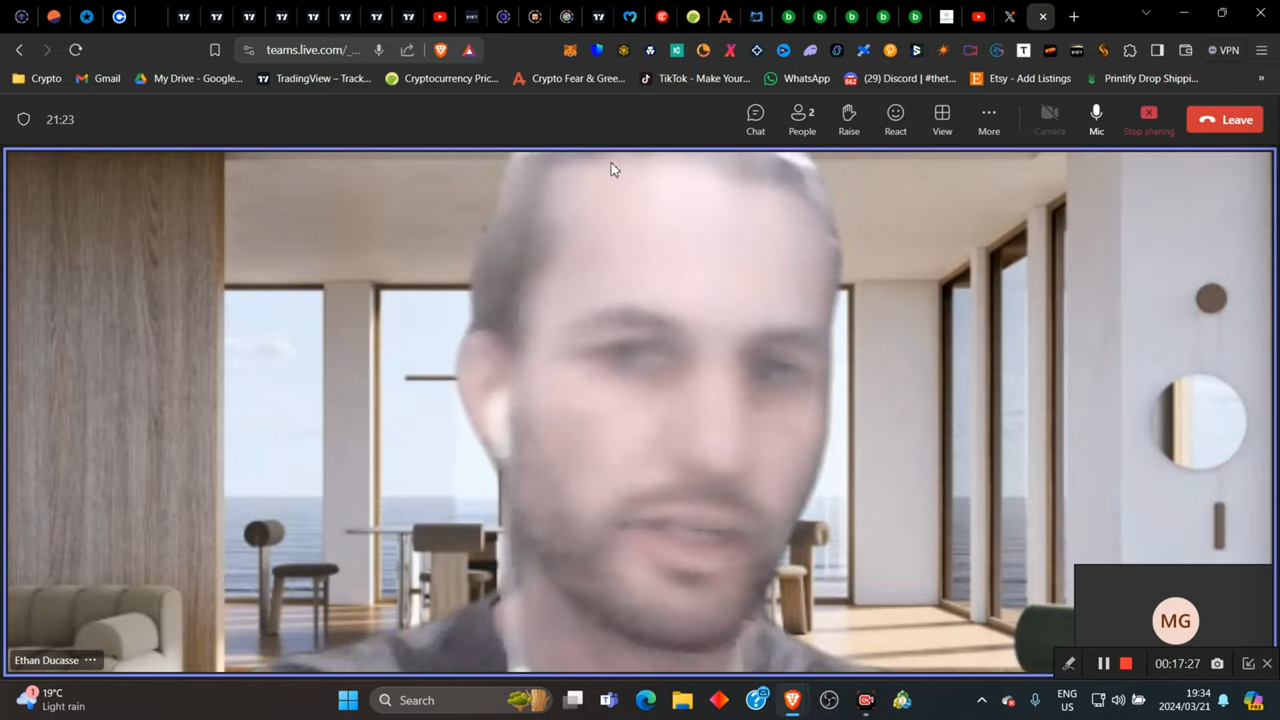 teams.live.com/_...
VPN
Crypto
Gmail
My Drive - Google...
TradingView – Track...
Cryptocurrency Pric...
Crypto Fear & Gree...
TikTok - Make Your...
WhatsApp
(29) Discord | #thet...
Etsy - Add Listings
Printify Drop Shippi...
21:23
Chat
2
People
Raise
React
View
More
Camera
Mic
Stop sharing
Leave
Ethan Ducasse
MG
00:17:27
1
19°C
Light rain
Search
ENG
US
19:34
2024/03/21